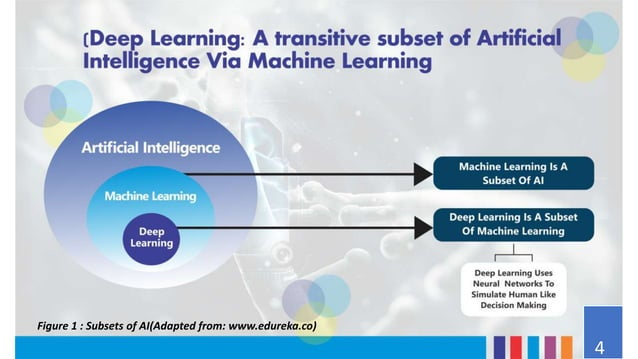 (Deep Learning: A transitive subset of Artificial
Intelligence Via Machine Learning
Artificial Intelligence
Machine Learning
Deep
Learning
Machine Learning Is A
Subset Of AI
Deep Learning Is A Subset
Of Machine Learning
Deep Learning Uses
Neural Networks To
Simulate Human Like
Decision Making
Figure 1 : Subsets of AI(Adapted from: www.edureka.co)
4